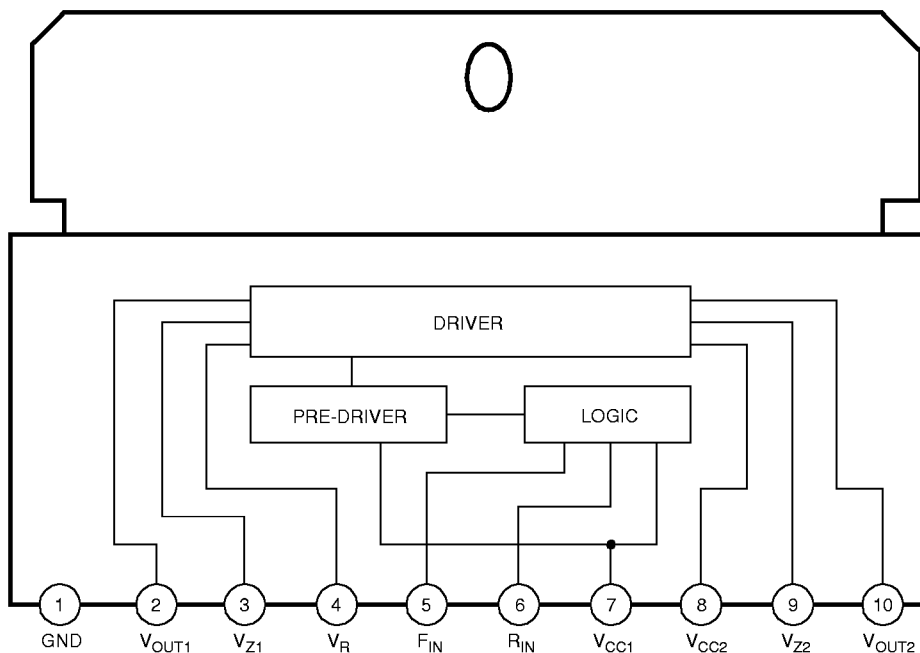 DRIVER
PRE-DRIVER LOGIC
1 2 3 4 5 6 7 8 9 10
GND VOUT1 VZ1 VR FIN RIN VCC1 VCC2 VZ2 VOUT2